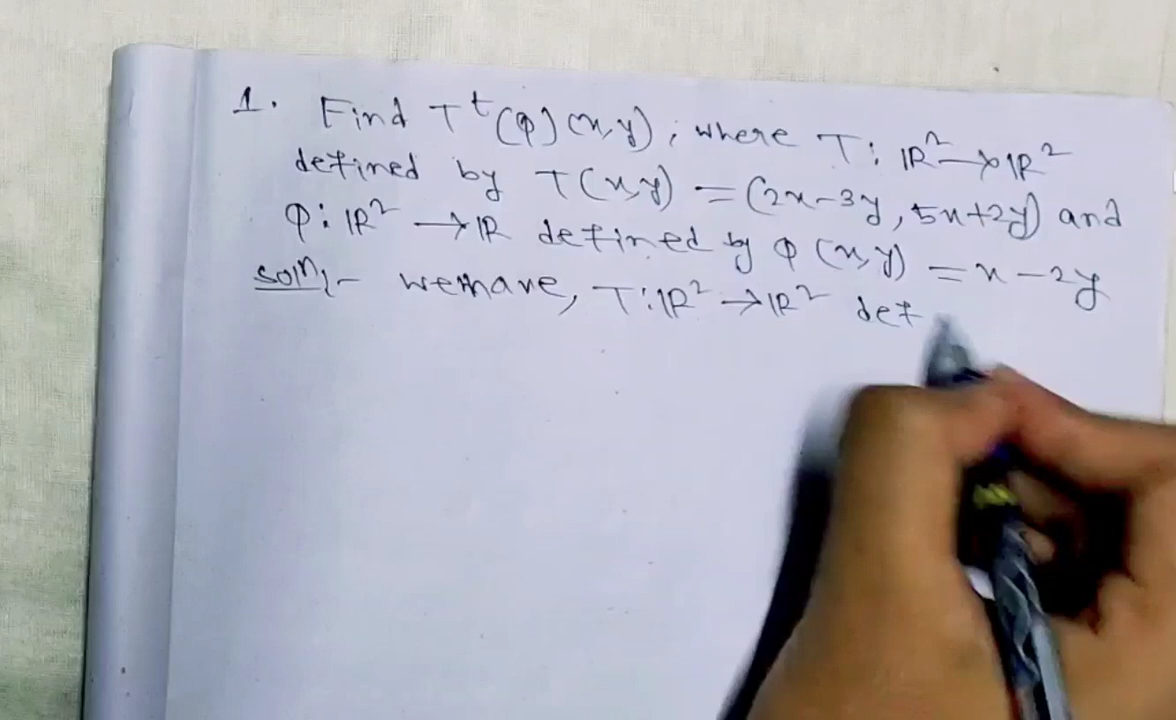 1. Find Tᵗ(φ)(x,y); where T: ℝ²→ℝ²
defined by T(x,y) = (2x-3y, 5x+2y) and
φ: ℝ² → ℝ defined by φ(x,y) = x-2y
Solⁿ:- we have, T: ℝ² → ℝ² def